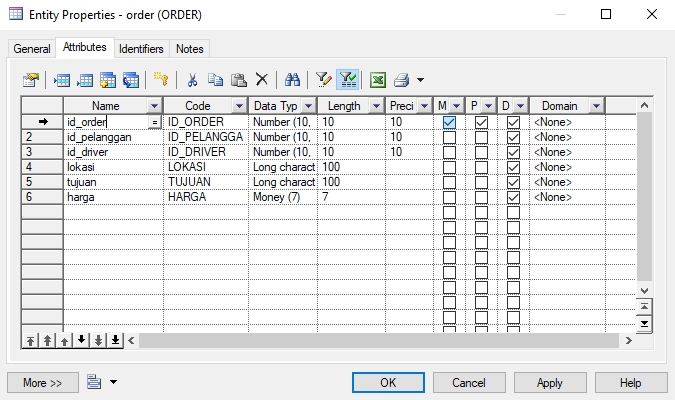 Entity Properties - order (ORDER)
General Attributes Identifiers Notes
Name Code Data Typ Length Preci M P D Domain
id_order = ID_ORDER Number (10, 10 10 <None>
2 id_pelanggan ID_PELANGGA Number (10, 10 10 <None>
3 id_driver ID_DRIVER Number (10, 10 10 <None>
4 lokasi LOKASI Long charact 100 <None>
5 tujuan TUJUAN Long charact 100 <None>
6 harga HARGA Money (7) 7 <None>
More >> OK Cancel Apply Help